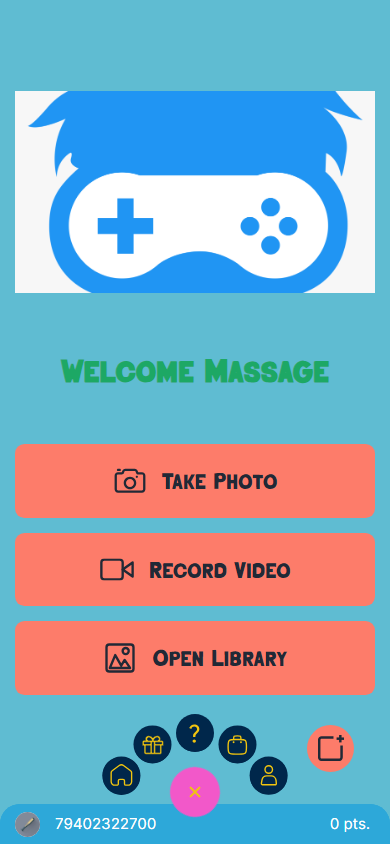 Welcome Massage
Take Photo
Record Video
Open Library
?
79402322700
0 pts.